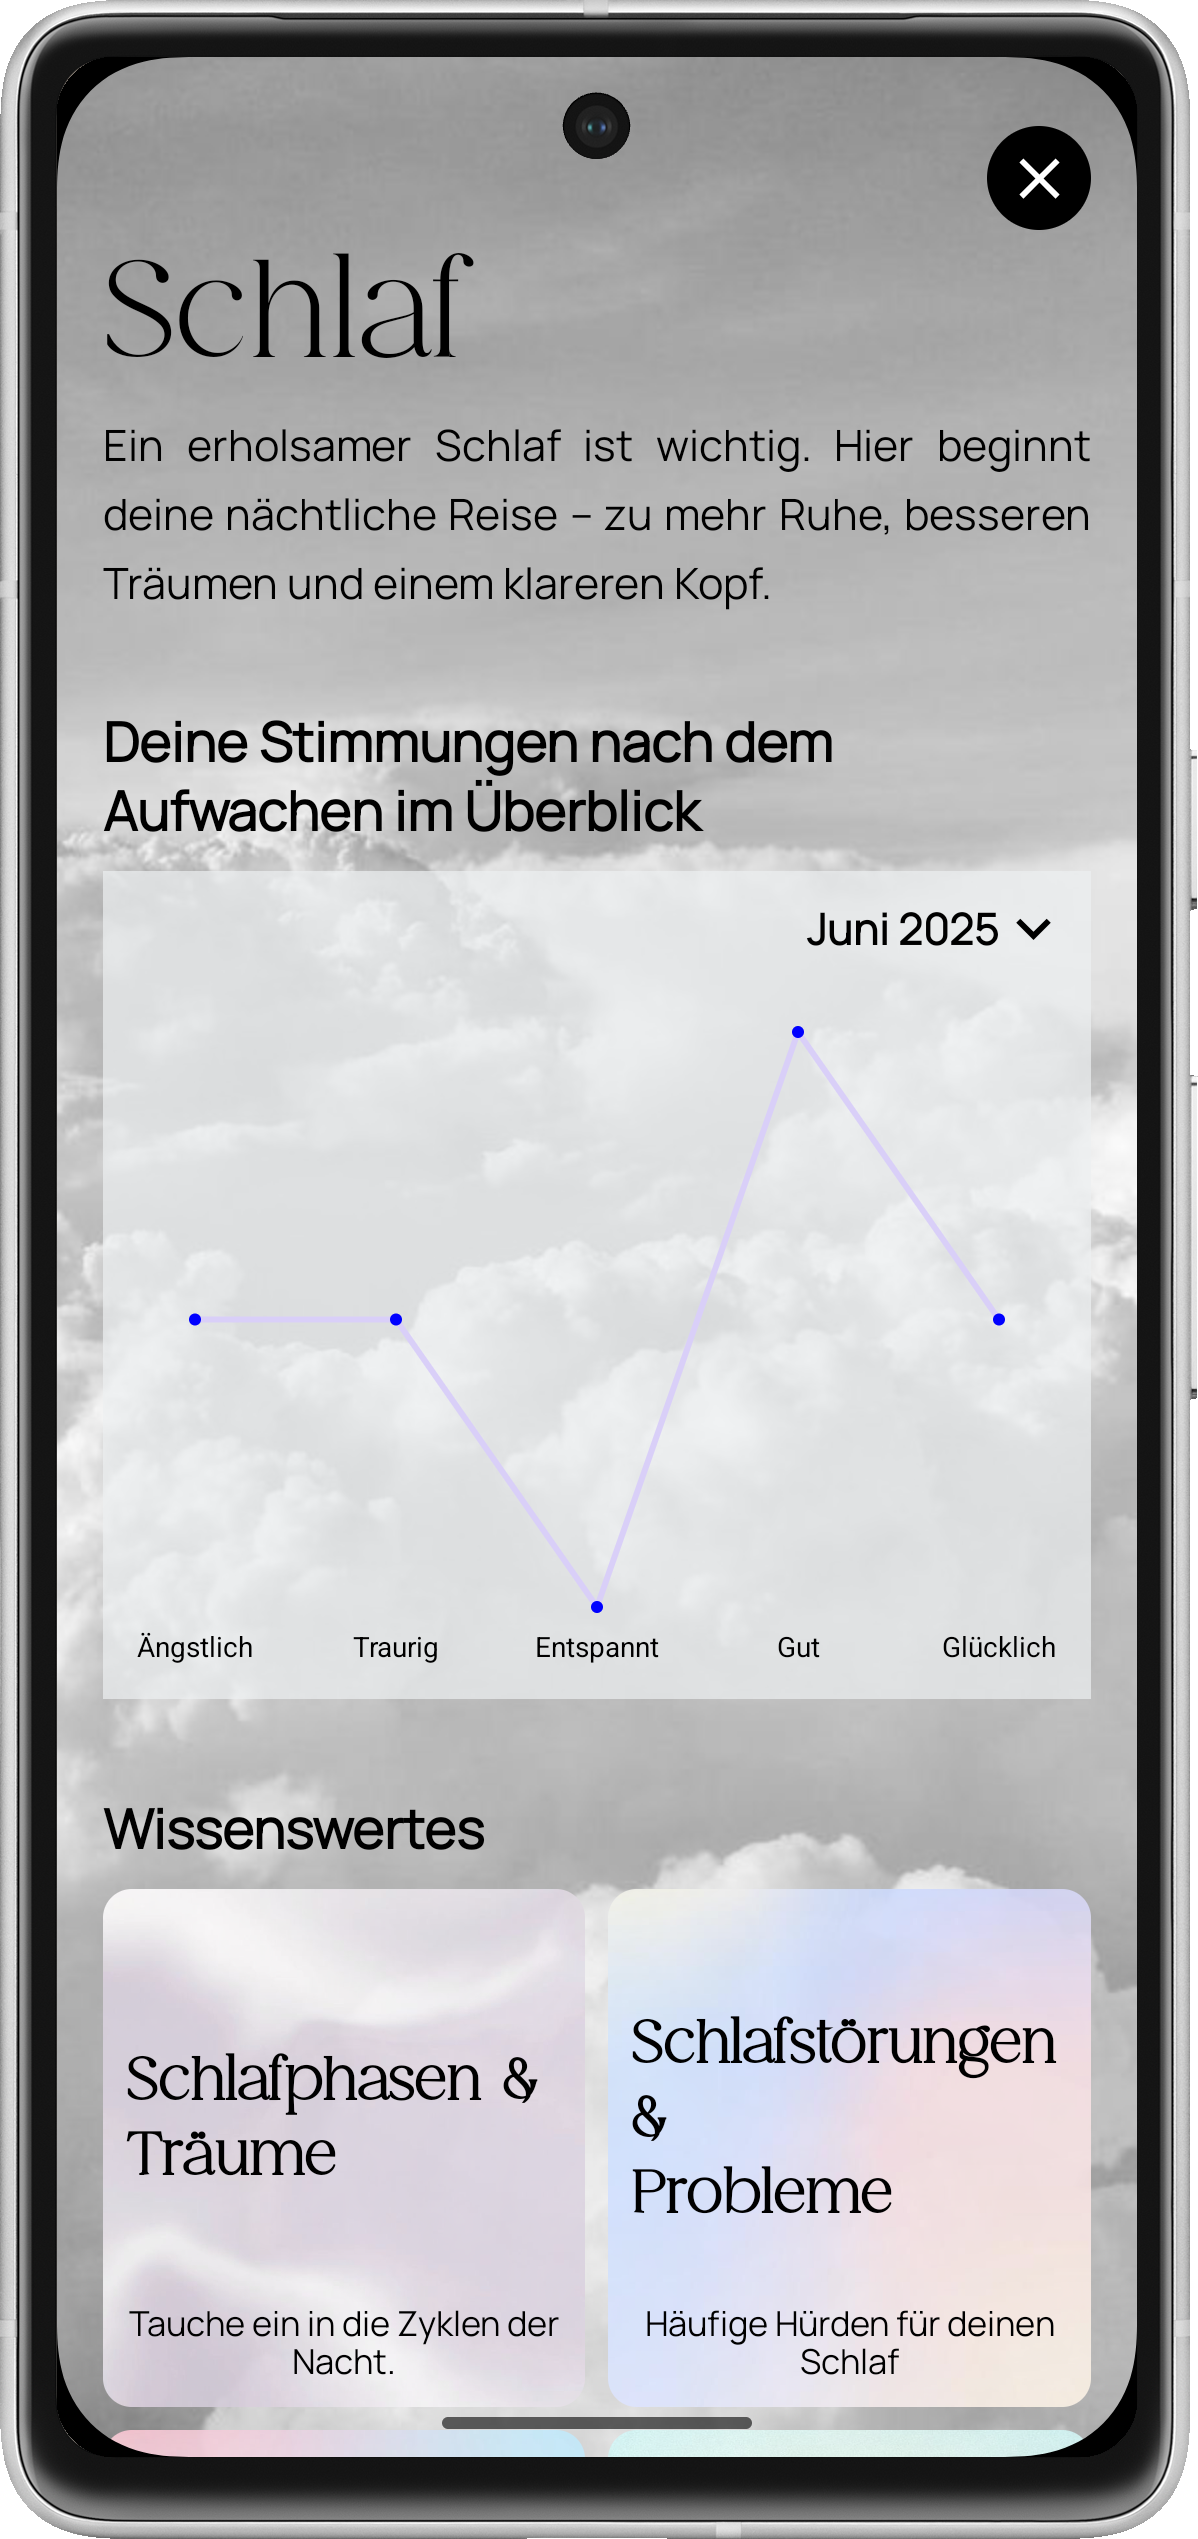 Schlaf
Ein erholsamer Schlaf ist wichtig. Hier beginnt
deine nächtliche Reise – zu mehr Ruhe, besseren
Träumen und einem klareren Kopf.
Deine Stimmungen nach dem
Aufwachen im Überblick
Juni 2025
Ängstlich Traurig Entspannt Gut Glücklich
Wissenswertes
Schlafphasen &
Träume
Tauche ein in die Zyklen der
Nacht.
Schlafstörungen
&
Probleme
Häufige Hürden für deinen
Schlaf